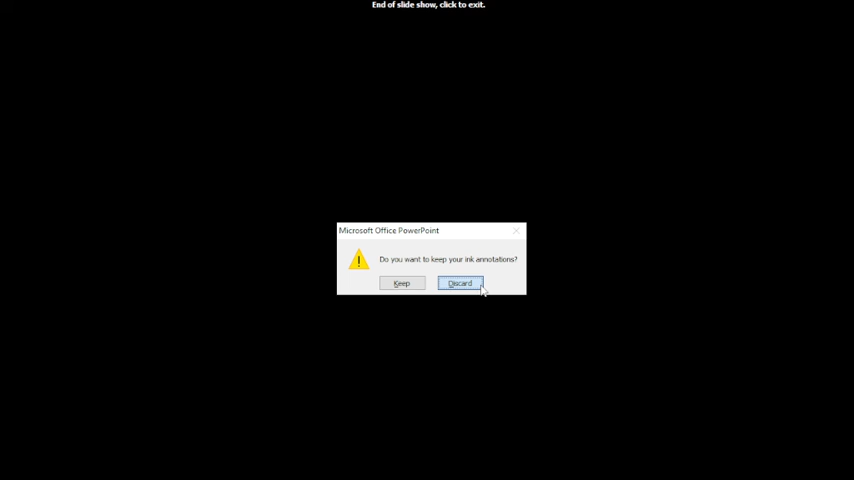 End of slide show, click to exit.
Microsoft Office PowerPoint
Do you want to keep your ink annotations?
Keep
Discard